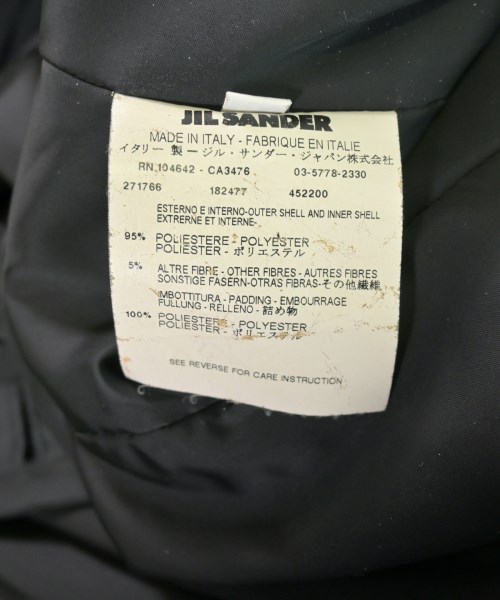 JIL SANDER
MADE IN ITALY - FABRIQUE EN ITALIE
イタリー 製 ージル・サンダー・ジャパン株式会社
RN.104642 - CA3476 03-5778-2330
271766 182477 452200
ESTERNO E INTERNO-OUTER SHELL AND INNER SHELL
EXTRERNE ET INTERNE-
95% POLIESTERE - POLYESTER
POLIESTER - ポリエステル
5% ALTRE FIBRE - OTHER FIBRES - AUTRES FIBRES
SONSTIGE FASERN-OTRAS FIBRAS-その他繊維
IMBOTTITURA - PADDING - EMBOURRAGE
FULLUNG - RELLENO - 詰め物
100% POLIESTERE - POLYESTER
POLIESTER - ポリエステル
SEE REVERSE FOR CARE INSTRUCTION